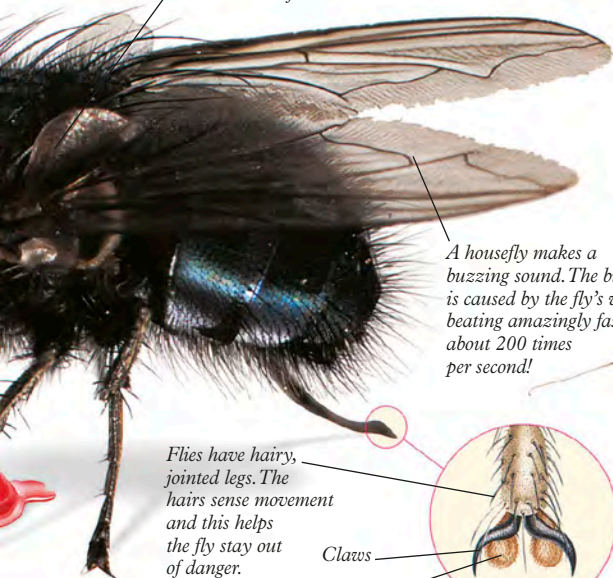 A housefly makes a
buzzing sound. The
is caused by the fly's
beating amazingly
about 200 times
per second!
Flies have hairy,
jointed legs. The
hairs sense movement
and this helps
the fly stay out
of danger.
Claws